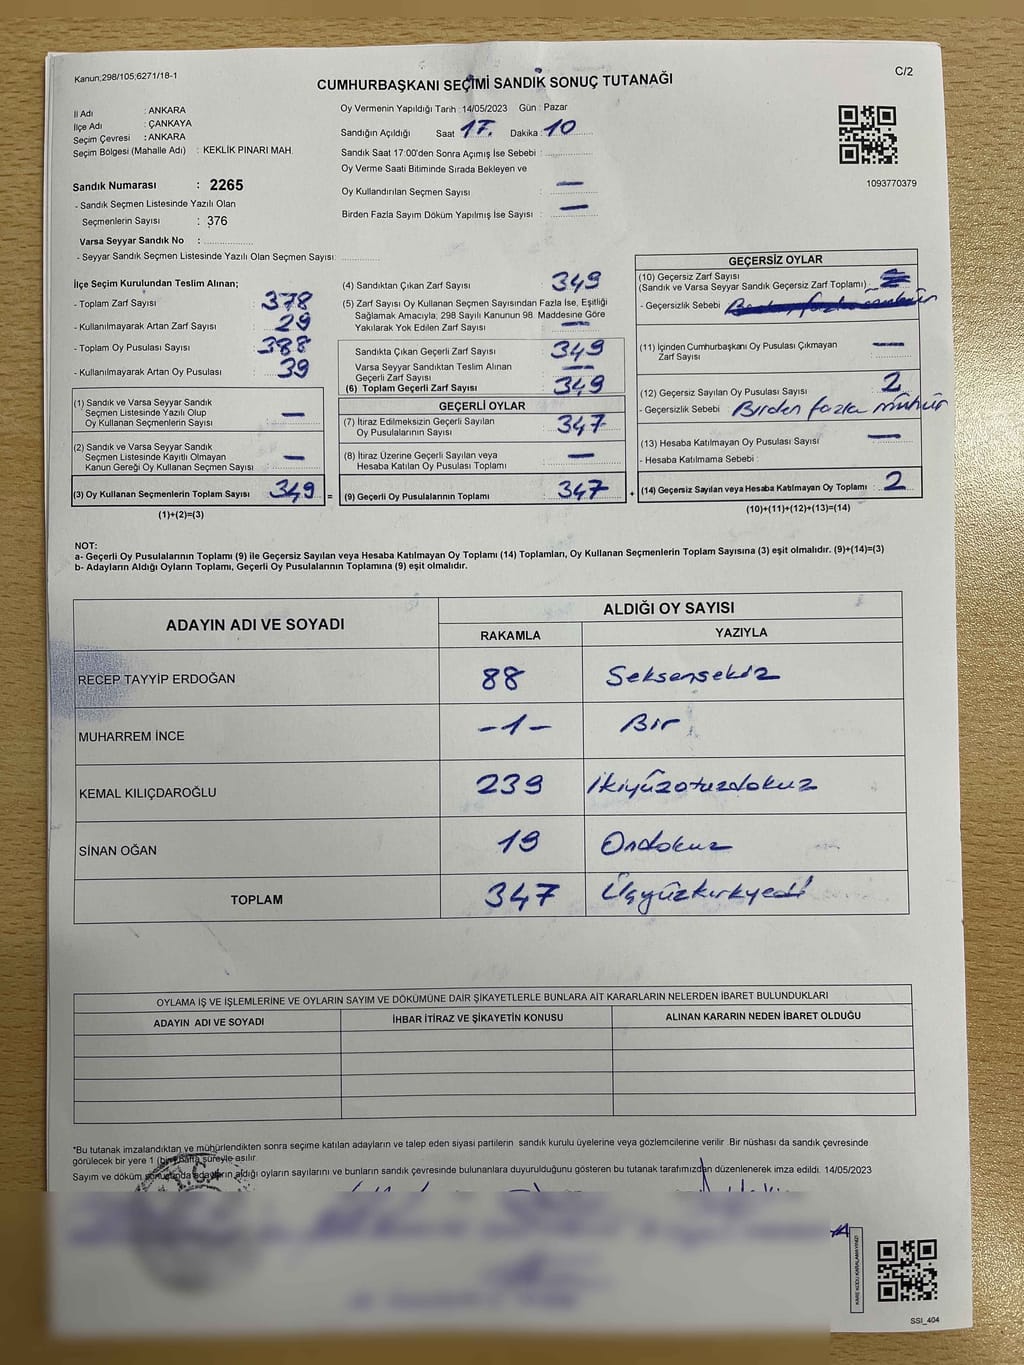 Kanun;298/105;6271/18-1
C/2
CUMHURBAŞKANI SEÇİMİ SANDIK SONUÇ TUTANAĞI
İl Adı : ANKARA
İlçe Adı : ÇANKAYA
Seçim Çevresi : ANKARA
Seçim Bölgesi (Mahalle Adı) : KEKLİK PINARI MAH.
Oy Vermenin Yapıldığı Tarih : 14/05/2023 Gün : Pazar
Sandığın Açıldığı Saat 17. Dakika : 10
Sandık Saat 17:00'den Sonra Açımış İse Sebebi :
Oy Verme Saati Bitiminde Sırada Bekleyen ve
Oy Kullandırılan Seçmen Sayısı : —
Birden Fazla Sayım Döküm Yapılmış İse Sayısı : —
1093770379
Sandık Numarası : 2265
- Sandık Seçmen Listesinde Yazılı Olan
Seçmenlerin Sayısı : 376
Varsa Seyyar Sandık No :
- Seyyar Sandık Seçmen Listesinde Yazılı Olan Seçmen Sayısı:
İlçe Seçim Kurulundan Teslim Alınan;
- Toplam Zarf Sayısı 378
- Kullanılmayarak Artan Zarf Sayısı 29
- Toplam Oy Pusulası Sayısı 388
- Kullanılmayarak Artan Oy Pusulası 39
(1) Sandık ve Varsa Seyyar Sandık
Seçmen Listesinde Yazılı Olup
Oy Kullanan Seçmenlerin Sayısı —
(2) Sandık ve Varsa Seyyar Sandık
Seçmen Listesinde Kayıtlı Olmayan
Kanun Gereği Oy Kullanan Seçmen Sayısı —
(3) Oy Kullanan Seçmenlerin Toplam Sayısı 349 =
(1)+(2)=(3)
(4) Sandıktan Çıkan Zarf Sayısı 349
(5) Zarf Sayısı Oy Kullanan Seçmen Sayısından Fazla İse, Eşitliği
Sağlamak Amacıyla; 298 Sayılı Kanunun 98. Maddesine Göre
Yakılarak Yok Edilen Zarf Sayısı —
Sandıkta Çıkan Geçerli Zarf Sayısı 349
Varsa Seyyar Sandıktan Teslim Alınan
Geçerli Zarf Sayısı —
(6) Toplam Geçerli Zarf Sayısı 349
GEÇERLİ OYLAR
(7) İtiraz Edilmeksizin Geçerli Sayılan
Oy Pusulalarının Sayısı 347
(8) İtiraz Üzerine Geçerli Sayılan veya
Hesaba Katılan Oy Pusulası Toplamı —
(9) Geçerli Oy Pusulalarının Toplamı 347 +
GEÇERSİZ OYLAR
(10) Geçersiz Zarf Sayısı
(Sandık ve Varsa Seyyar Sandık Geçersiz Zarf Toplamı) :
- Geçersizlik Sebebi :
(11) İçinden Cumhurbaşkanı Oy Pusulası Çıkmayan
Zarf Sayısı —
(12) Geçersiz Sayılan Oy Pusulası Sayısı 2
- Geçersizlik Sebebi : Birden fazla mühür
(13) Hesaba Katılmayan Oy Pusulası Sayısı —
- Hesaba Katılmama Sebebi :
(14) Geçersiz Sayılan veya Hesaba Katılmayan Oy Toplamı : 2
(10)+(11)+(12)+(13)=(14)
NOT:
a- Geçerli Oy Pusulalarının Toplamı (9) ile Geçersiz Sayılan veya Hesaba Katılmayan Oy Toplamı (14) Toplamları, Oy Kullanan Seçmenlerin Toplam Sayısına (3) eşit olmalıdır. (9)+(14)=(3)
b- Adayların Aldığı Oyların Toplamı, Geçerli Oy Pusulalarının Toplamına (9) eşit olmalıdır.
ADAYIN ADI VE SOYADI ALDIĞI OY SAYISI
RAKAMLA YAZIYLA
RECEP TAYYİP ERDOĞAN 88 Seksensekiz
MUHARREM İNCE -1- Bir
KEMAL KILIÇDAROĞLU 239 İkiyüzotuzdokuz
SİNAN OĞAN 19 Ondokuz
TOPLAM 347 Üçyüzkırkyedi
OYLAMA İŞ VE İŞLEMLERİNE VE OYLARIN SAYIM VE DÖKÜMÜNE DAİR ŞİKAYETLERLE BUNLARA AİT KARARLARIN NELERDEN İBARET BULUNDUKLARI
ADAYIN ADI VE SOYADI İHBAR İTİRAZ VE ŞİKAYETİN KONUSU ALINAN KARARIN NEDEN İBARET OLDUĞU
*Bu tutanak imzalandıktan ve mühürlendikten sonra seçime katılan adayların ve talep eden siyasi partilerin sandık kurulu üyelerine veya gözlemcilerine verilir. Bir nüshası da sandık çevresinde
görülecek bir yere 1 (bir) hafta süreyle asılır.
Sayım ve döküm sonucunda adayların aldığı oyların sayılarını ve bunların sandık çevresinde bulunanlara duyurulduğunu gösteren bu tutanak tarafımızdan düzenlenerek imza edildi. 14/05/2023
KARE KODU KARALAMAYINIZ!
SSI_404